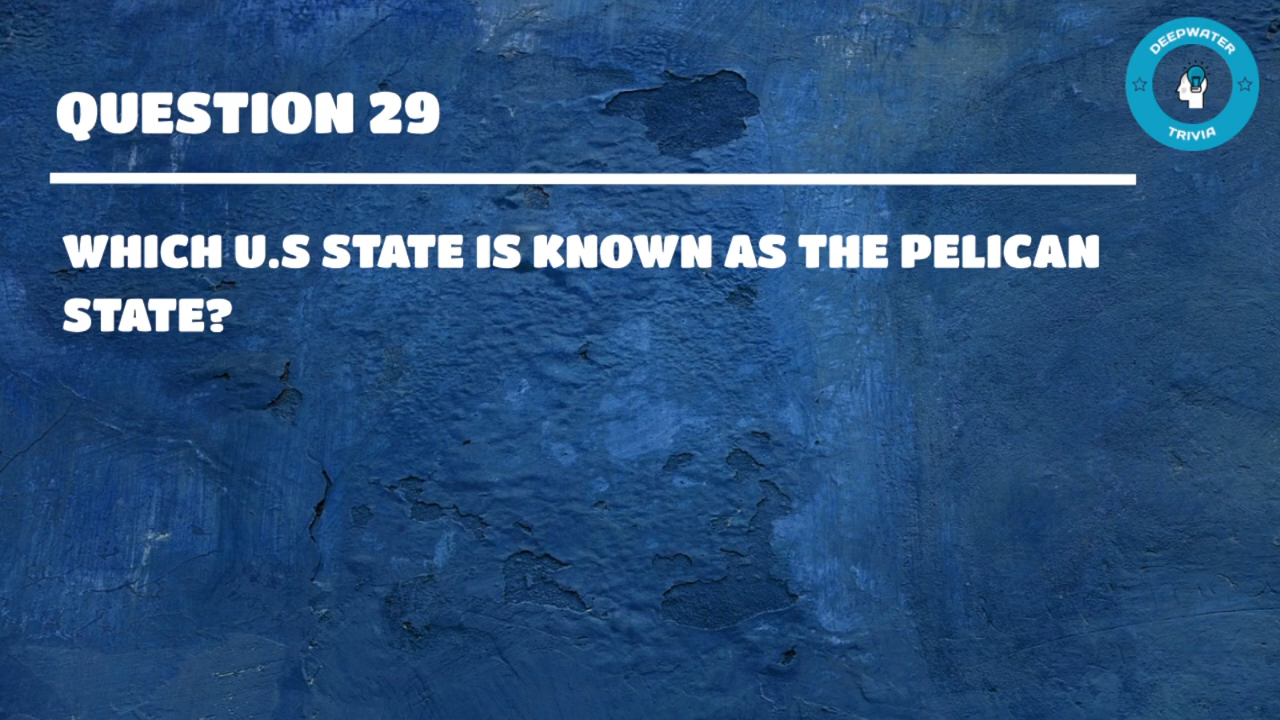 DEEPWATER
TRIVIA
QUESTION 29
WHICH U.S STATE IS KNOWN AS THE PELICAN
STATE?